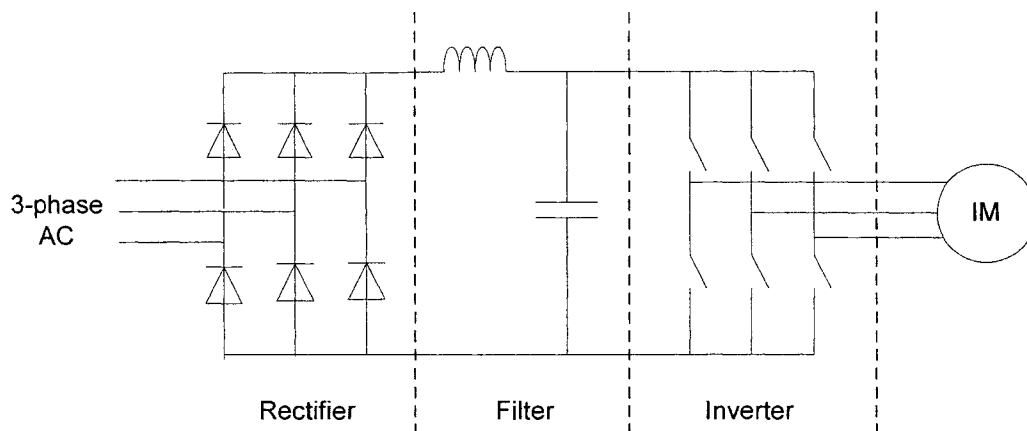 3-phase
AC
IM
Rectifier
Filter
Inverter